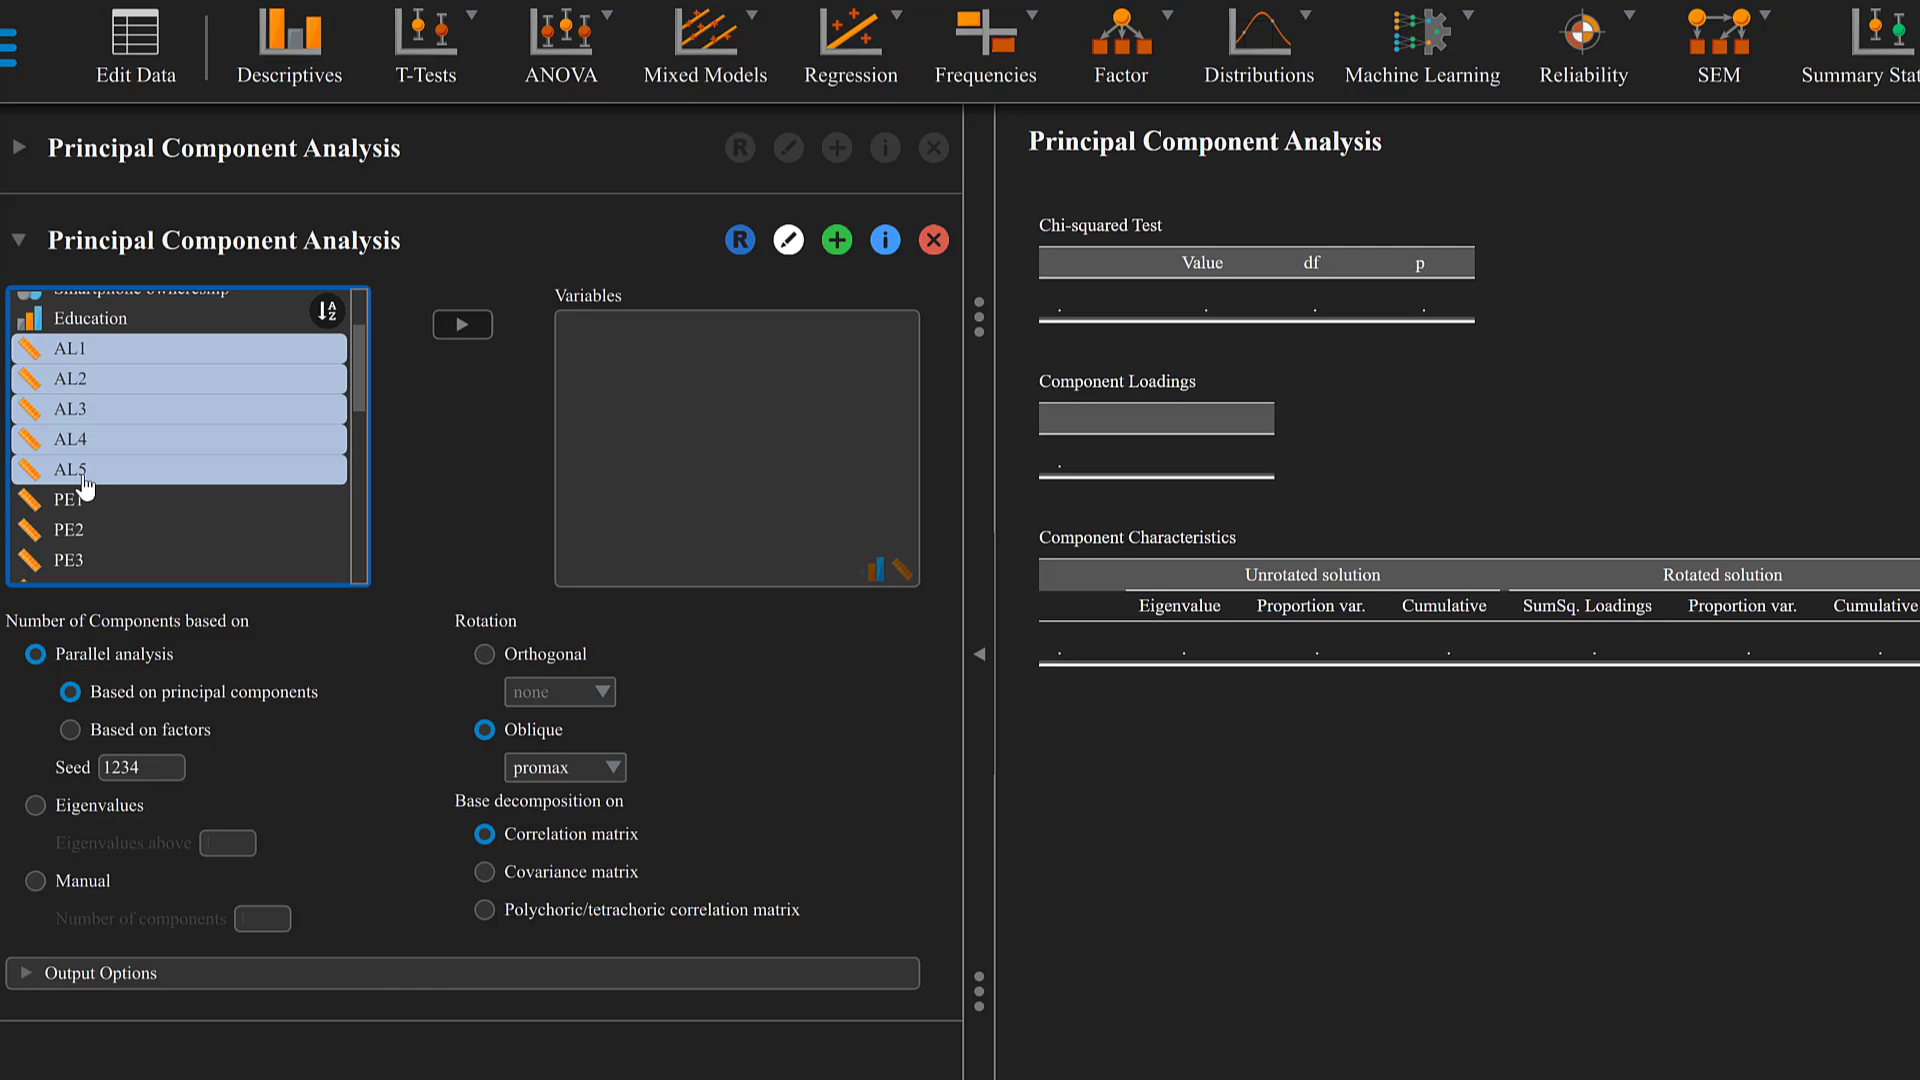 Edit Data
Descriptives
T-Tests
ANOVA
Mixed Models
Regression
Frequencies
Factor
Distributions
Machine Learning
Reliability
SEM
Summary Stat
Principal Component Analysis
R
Principal Component Analysis
R
Smartphone ownereship
Education
AL1
AL2
AL3
AL4
AL5
PE1
PE2
PE3
Variables
Number of Components based on
Parallel analysis
Based on principal components
Based on factors
Seed 1234
Eigenvalues
Eigenvalues above
Manual
Number of components
Rotation
Orthogonal
none
Oblique
promax
Base decomposition on
Correlation matrix
Covariance matrix
Polychoric/tetrachoric correlation matrix
Output Options
Principal Component Analysis
Chi-squared Test
Value df p
. . . .
Component Loadings
.
Component Characteristics
Unrotated solution Rotated solution
Eigenvalue Proportion var. Cumulative SumSq. Loadings Proportion var. Cumulative
. . . . . . .